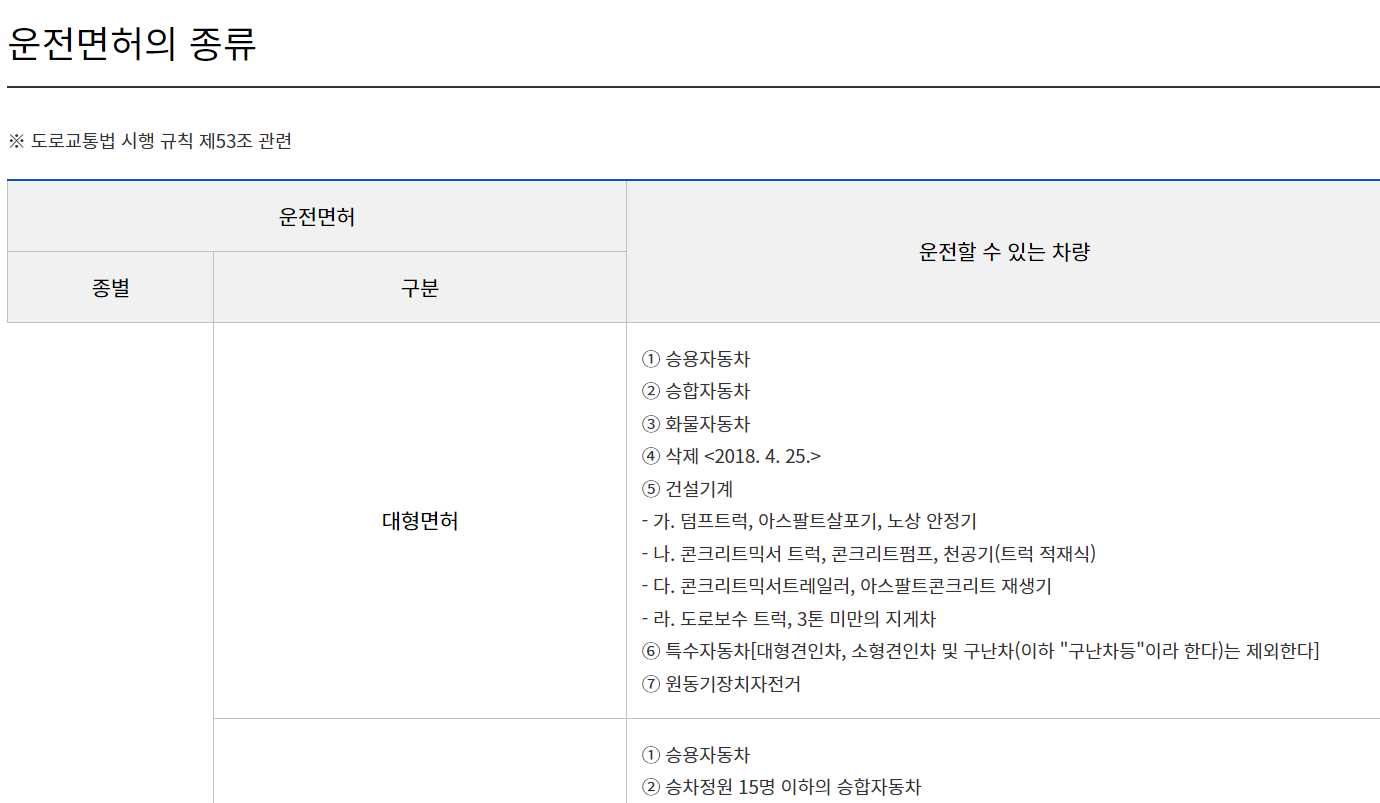 운전면허의 종류
※ 도로교통법 시행 규칙 제53조 관련
운전면허
운전할 수 있는 차량
종별
구분
대형면허
① 승용자동차
② 승합자동차
③ 화물자동차
④ 삭제 <2018. 4. 25.>
⑤ 건설기계
- 가. 덤프트럭, 아스팔트살포기, 노상 안정기
- 나. 콘크리트믹서 트럭, 콘크리트펌프, 천공기(트럭 적재식)
- 다. 콘크리트믹서트레일러, 아스팔트콘크리트 재생기
- 라. 도로보수 트럭, 3톤 미만의 지게차
⑥ 특수자동차[대형견인차, 소형견인차 및 구난차(이하 "구난차등"이라 한다)는 제외한다]
⑦ 원동기장치자전거
① 승용자동차
② 승차정원 15명 이하의 승합자동차